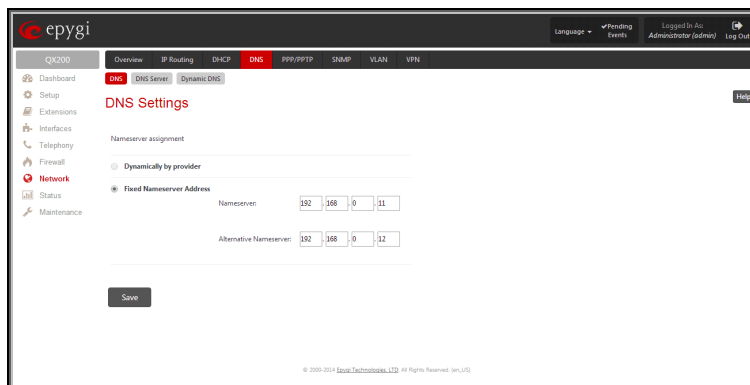 epygi
Language
Pending Events
Logged In As:
Administrator (admin)
Log Out
QX200
Overview IP Routing DHCP DNS PPP/PPTP SNMP VLAN VPN
Dashboard
Setup
Extensions
Interfaces
Telephony
Firewall
Network
Status
Maintenance
DNS DNS Server Dynamic DNS
DNS Settings
Help
Nameserver assignment
Dynamically by provider
Fixed Nameserver Address
Nameserver: 192 . 168 . 0 . 11
Alternative Nameserver: 192 . 168 . 0 . 12
Save
© 2000-2014 Epygi Technologies, LTD. All Rights Reserved. (en_US)